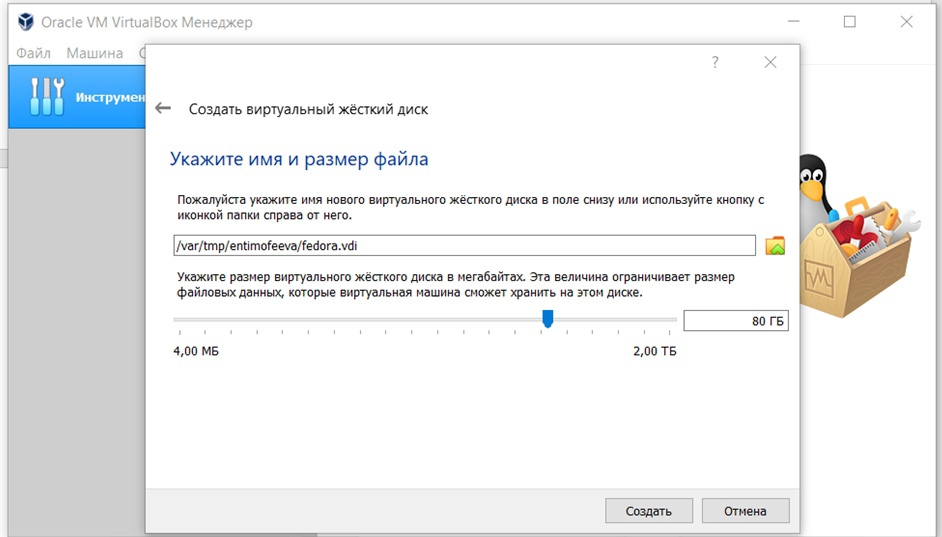 Oracle VM VirtualBox Менеджер
Файл Машина
Инструмен
?
Создать виртуальный жёсткий диск
Укажите имя и размер файла
Пожалуйста укажите имя нового виртуального жёсткого диска в поле снизу или используйте кнопку с
иконкой папки справа от него.
/var/tmp/entimofeeva/fedora.vdi
Укажите размер виртуального жёсткого диска в мегабайтах. Эта величина ограничивает размер
файловых данных, которые виртуальная машина сможет хранить на этом диске.
80 ГБ
4,00 МБ 2,00 ТБ
Создать Отмена